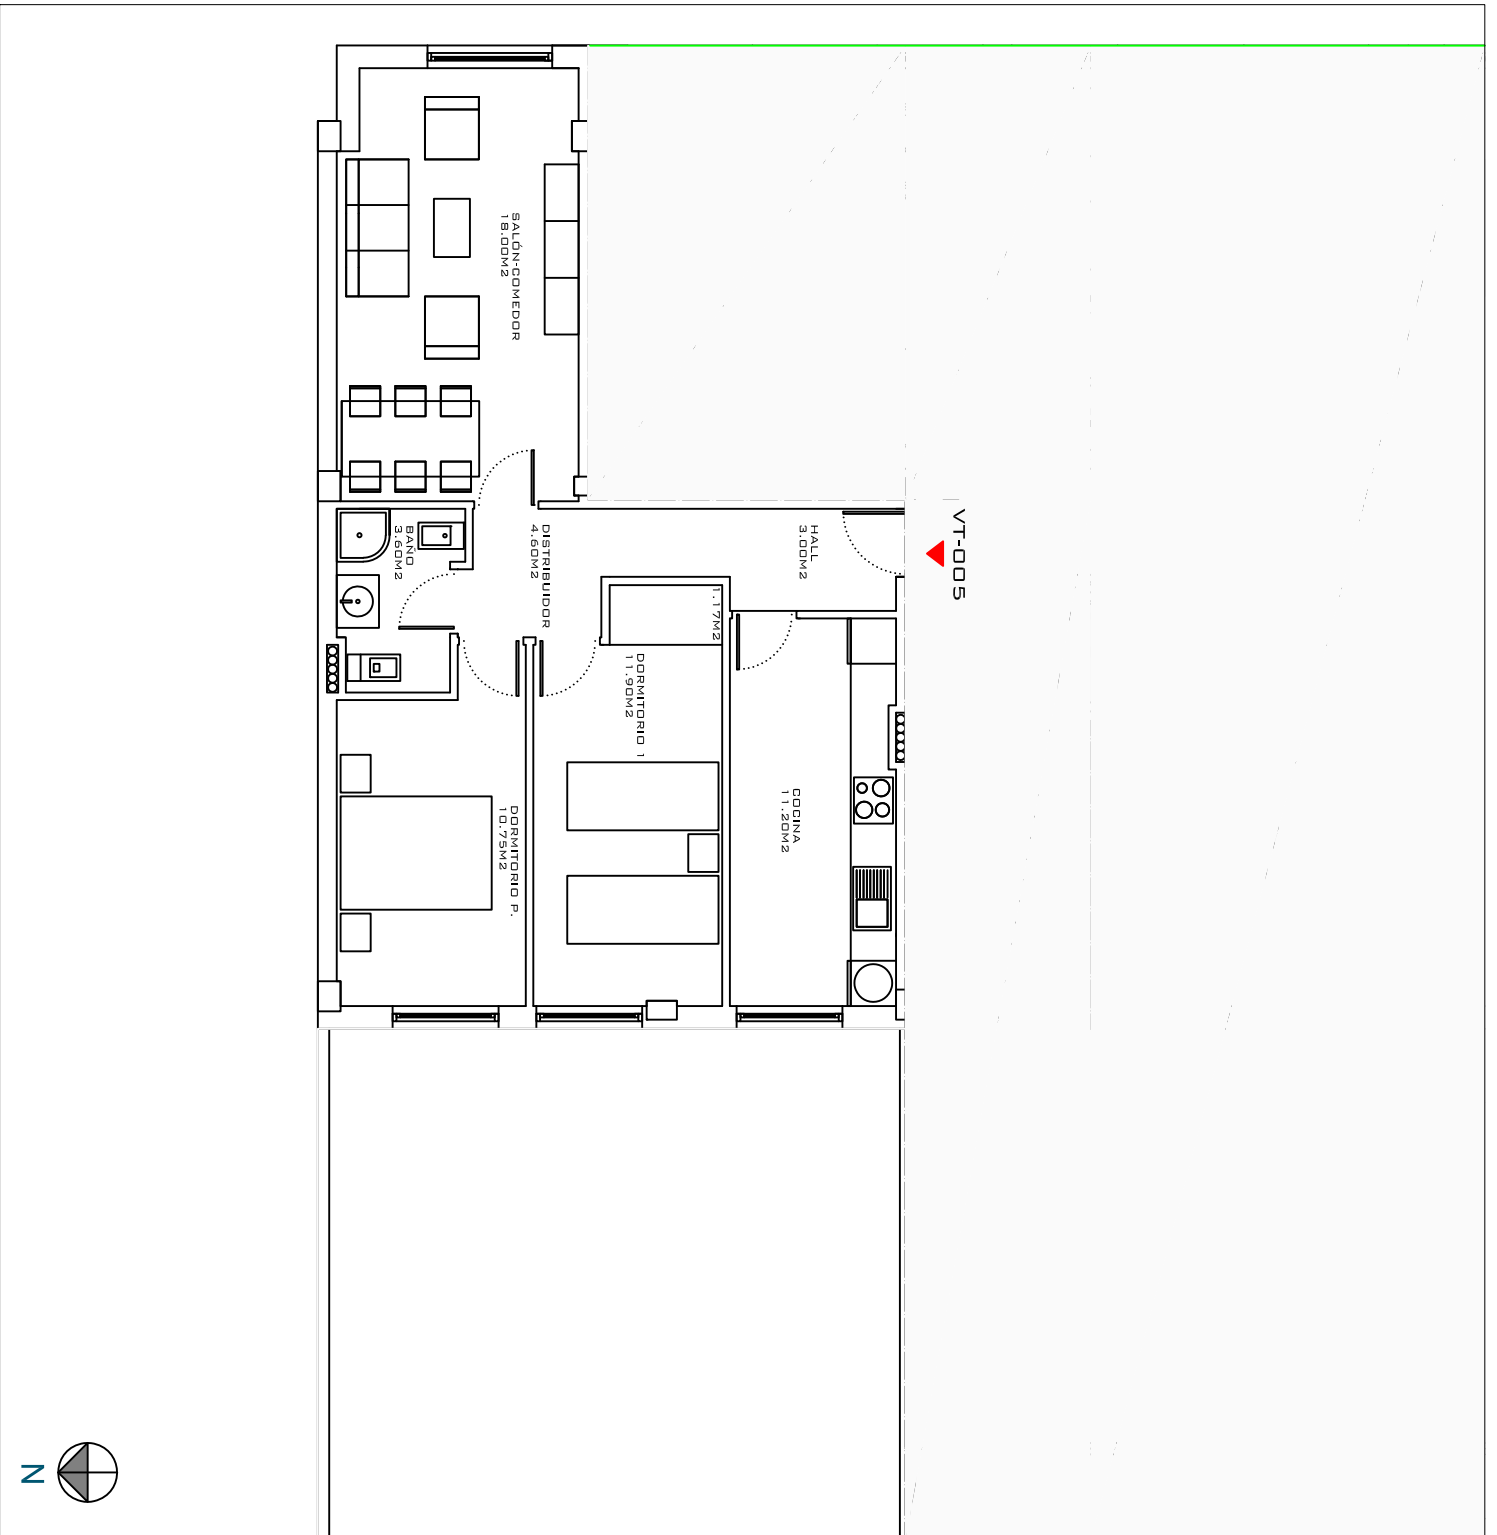 VT-005
SALÓN-COMEDOR
18.00M2
HALL
3.00M2
DISTRIBUIDOR
4.60M2
BAÑO
3.60M2
1.17M2
DORMITORIO 1
11.90M2
COCINA
11.20M2
DORMITORIO P.
10.75M2
N